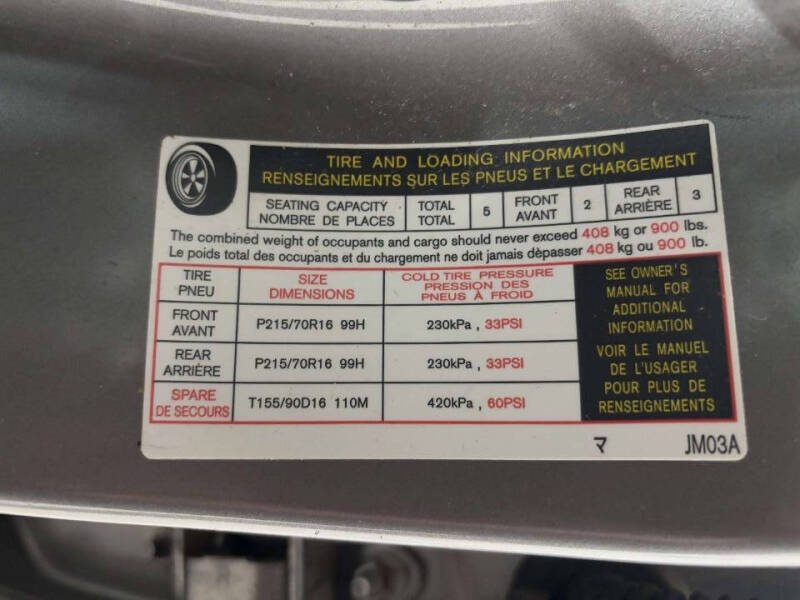 TIRE AND LOADING INFORMATION
RENSEIGNEMENTS SUR LES PNEUS ET LE CHARGEMENT
SEATING CAPACITY
NOMBRE DE PLACES
TOTAL
TOTAL
5
FRONT
AVANT
2
REAR
ARRIÈRE
3
The combined weight of occupants and cargo should never exceed 408 kg or 900 lbs.
Le poids total des occupants et du chargement ne doit jamais dèpasser 408 kg ou 900 lb.
TIRE
PNEU
SIZE
DIMENSIONS
COLD TIRE PRESSURE
PRESSION DES
PNEUS À FROID
FRONT
AVANT
P215/70R16 99H
230kPa , 33PSI
REAR
ARRIÈRE
P215/70R16 99H
230kPa , 33PSI
SPARE
DE SECOURS
T155/90D16 110M
420kPa , 60PSI
SEE OWNER'S
MANUAL FOR
ADDITIONAL
INFORMATION
VOIR LE MANUEL
DE L'USAGER
POUR PLUS DE
RENSEIGNEMENTS
マ
JM03A